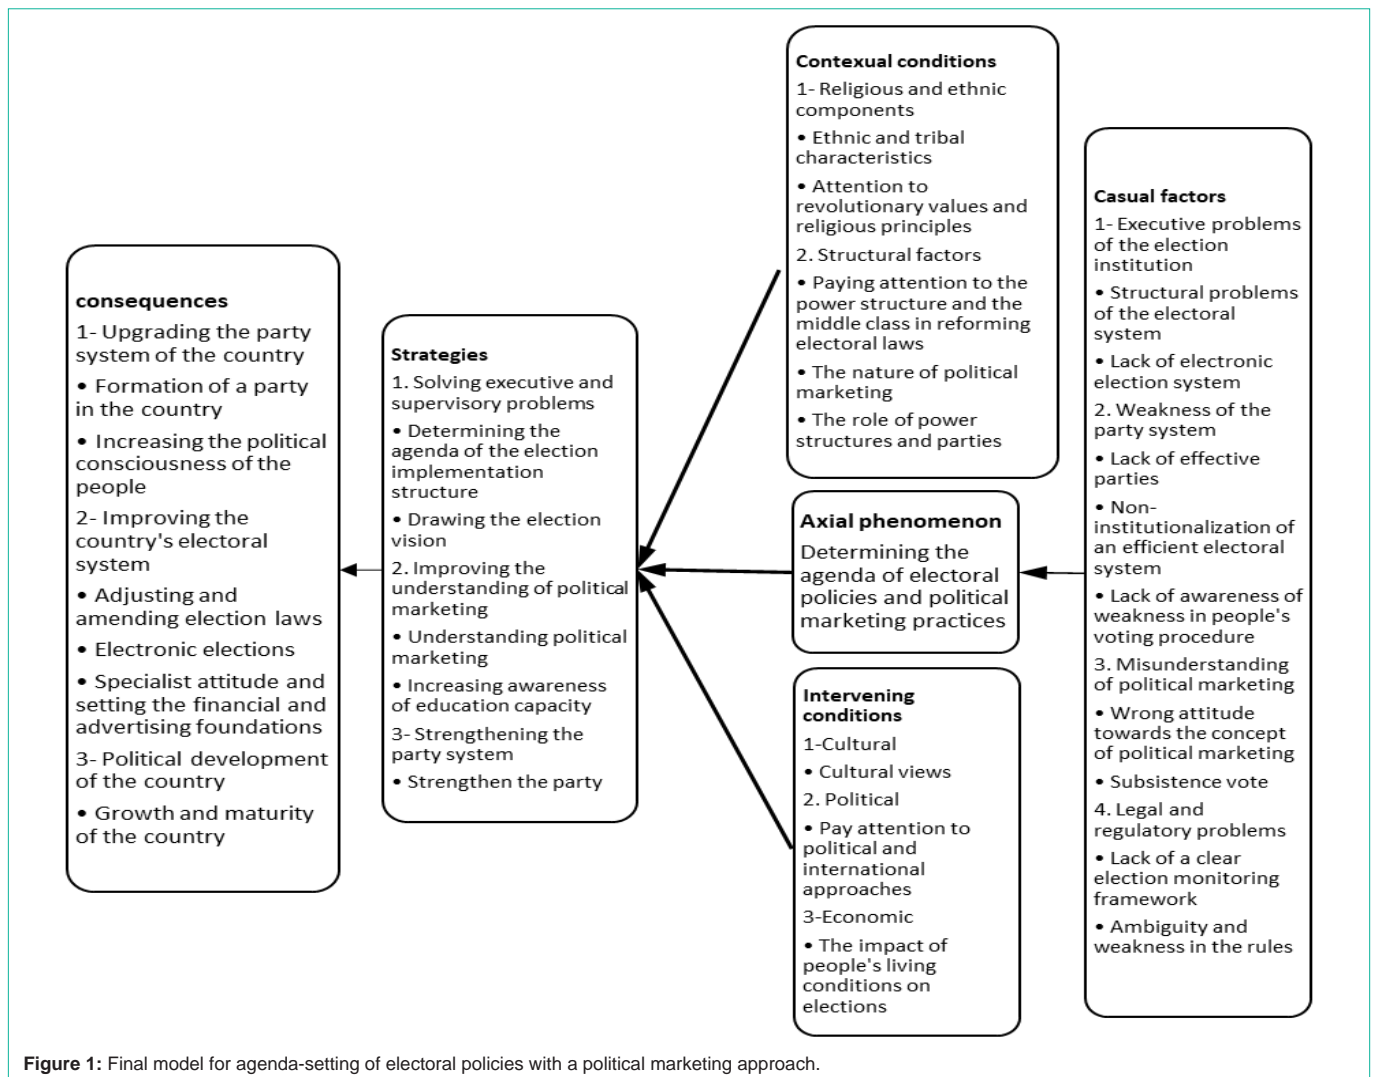 consequences
1- Upgrading the party
system of the country
• Formation of a party
in the country
• Increasing the political
consciousness of the
people
2- Improving the
country's electoral
system
• Adjusting and
amending election laws
• Electronic elections
• Specialist attitude and
setting the financial and
advertising foundations
3- Political development
of the country
• Growth and maturity
of the country
Strategies
1. Solving executive and
supervisory problems
• Determining the
agenda of the election
implementation
structure
• Drawing the election
vision
2. Improving the
understanding of political
marketing
• Understanding political
marketing
• Increasing awareness
of education capacity
3- Strengthening the
party system
• Strengthen the party
Contexual conditions
1- Religious and ethnic
components
• Ethnic and tribal
characteristics
• Attention to
revolutionary values and
religious principles
2. Structural factors
• Paying attention to the
power structure and the
middle class in reforming
electoral laws
• The nature of political
marketing
• The role of power
structures and parties
Axial phenomenon
Determining the
agenda of electoral
policies and political
marketing practices
Intervening
conditions
1-Cultural
• Cultural views
2. Political
• Pay attention to
political and
international
approaches
3-Economic
• The impact of
people's living
conditions on
elections
Casual factors
1- Executive problems
of the election
institution
• Structural problems
of the electoral
system
• Lack of electronic
election system
2. Weakness of the
party system
• Lack of effective
parties
• Non-
institutionalization of
an efficient electoral
system
• Lack of awareness of
weakness in people's
voting procedure
3. Misunderstanding
of political marketing
• Wrong attitude
towards the concept
of political marketing
• Subsistence vote
4. Legal and
regulatory problems
• Lack of a clear
election monitoring
framework
• Ambiguity and
weakness in the rules
Figure 1: Final model for agenda-setting of electoral policies with a political marketing approach.